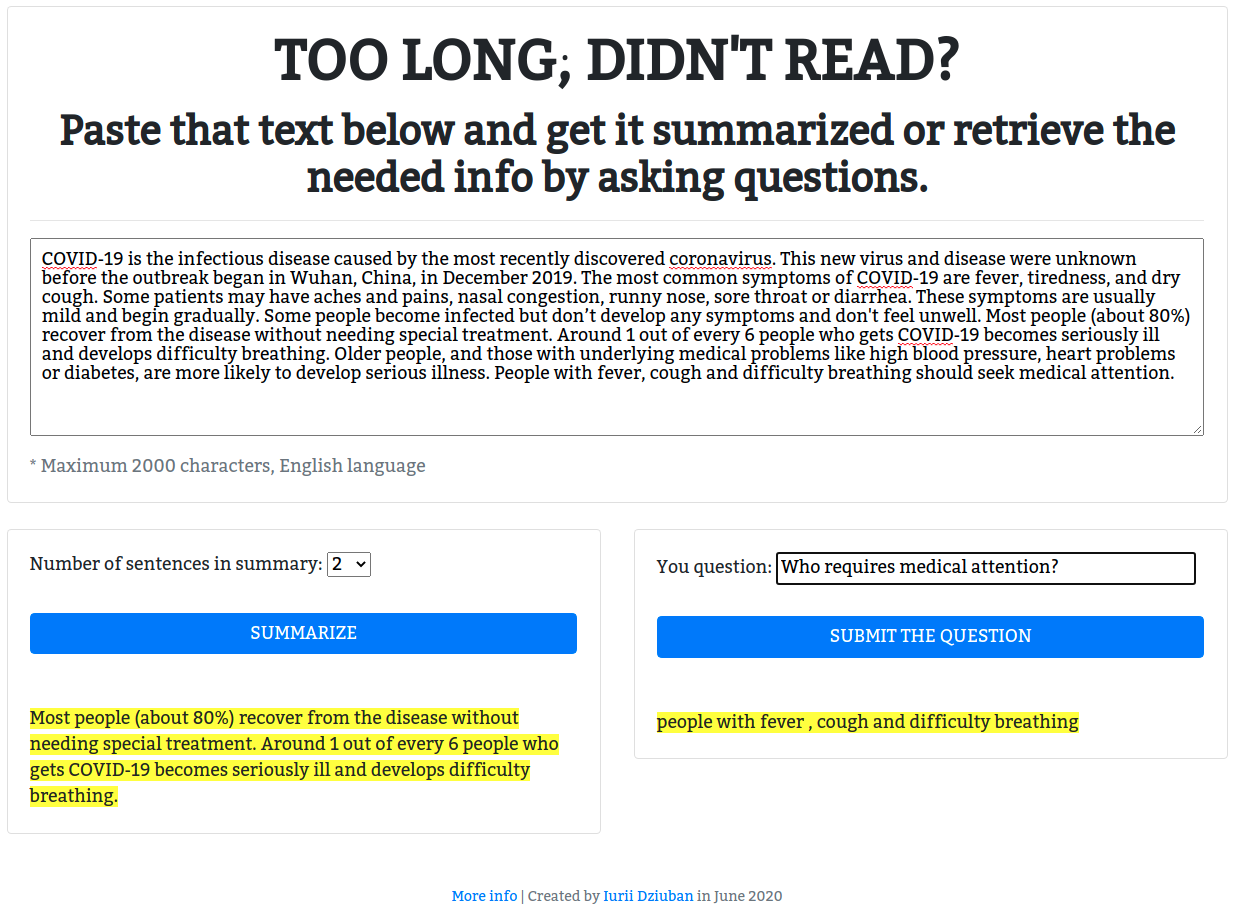 TOO LONG; DIDN'T READ?
Paste that text below and get it summarized or retrieve the
needed info by asking questions.
COVID-19 is the infectious disease caused by the most recently discovered coronavirus. This new virus and disease were unknown
before the outbreak began in Wuhan, China, in December 2019. The most common symptoms of COVID-19 are fever, tiredness, and dry
cough. Some patients may have aches and pains, nasal congestion, runny nose, sore throat or diarrhea. These symptoms are usually
mild and begin gradually. Some people become infected but don’t develop any symptoms and don't feel unwell. Most people (about 80%)
recover from the disease without needing special treatment. Around 1 out of every 6 people who gets COVID-19 becomes seriously ill
and develops difficulty breathing. Older people, and those with underlying medical problems like high blood pressure, heart problems
or diabetes, are more likely to develop serious illness. People with fever, cough and difficulty breathing should seek medical attention.
* Maximum 2000 characters, English language
Number of sentences in summary: 2
SUMMARIZE
Most people (about 80%) recover from the disease without
needing special treatment. Around 1 out of every 6 people who
gets COVID-19 becomes seriously ill and develops difficulty
breathing.
You question: Who requires medical attention?
SUBMIT THE QUESTION
people with fever , cough and difficulty breathing
More info | Created by Iurii Dziuban in June 2020